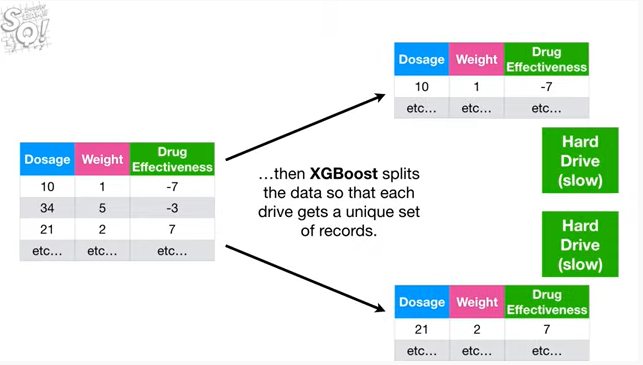 Dosage Weight Drug Effectiveness
10 1 -7
etc... etc... etc...
Hard
Drive
(slow)
Dosage Weight Drug Effectiveness
10 1 -7
34 5 -3
21 2 7
etc... etc... etc...
…then XGBoost splits
the data so that each
drive gets a unique set
of records.
Hard
Drive
(slow)
Dosage Weight Drug Effectiveness
21 2 7
etc... etc... etc...